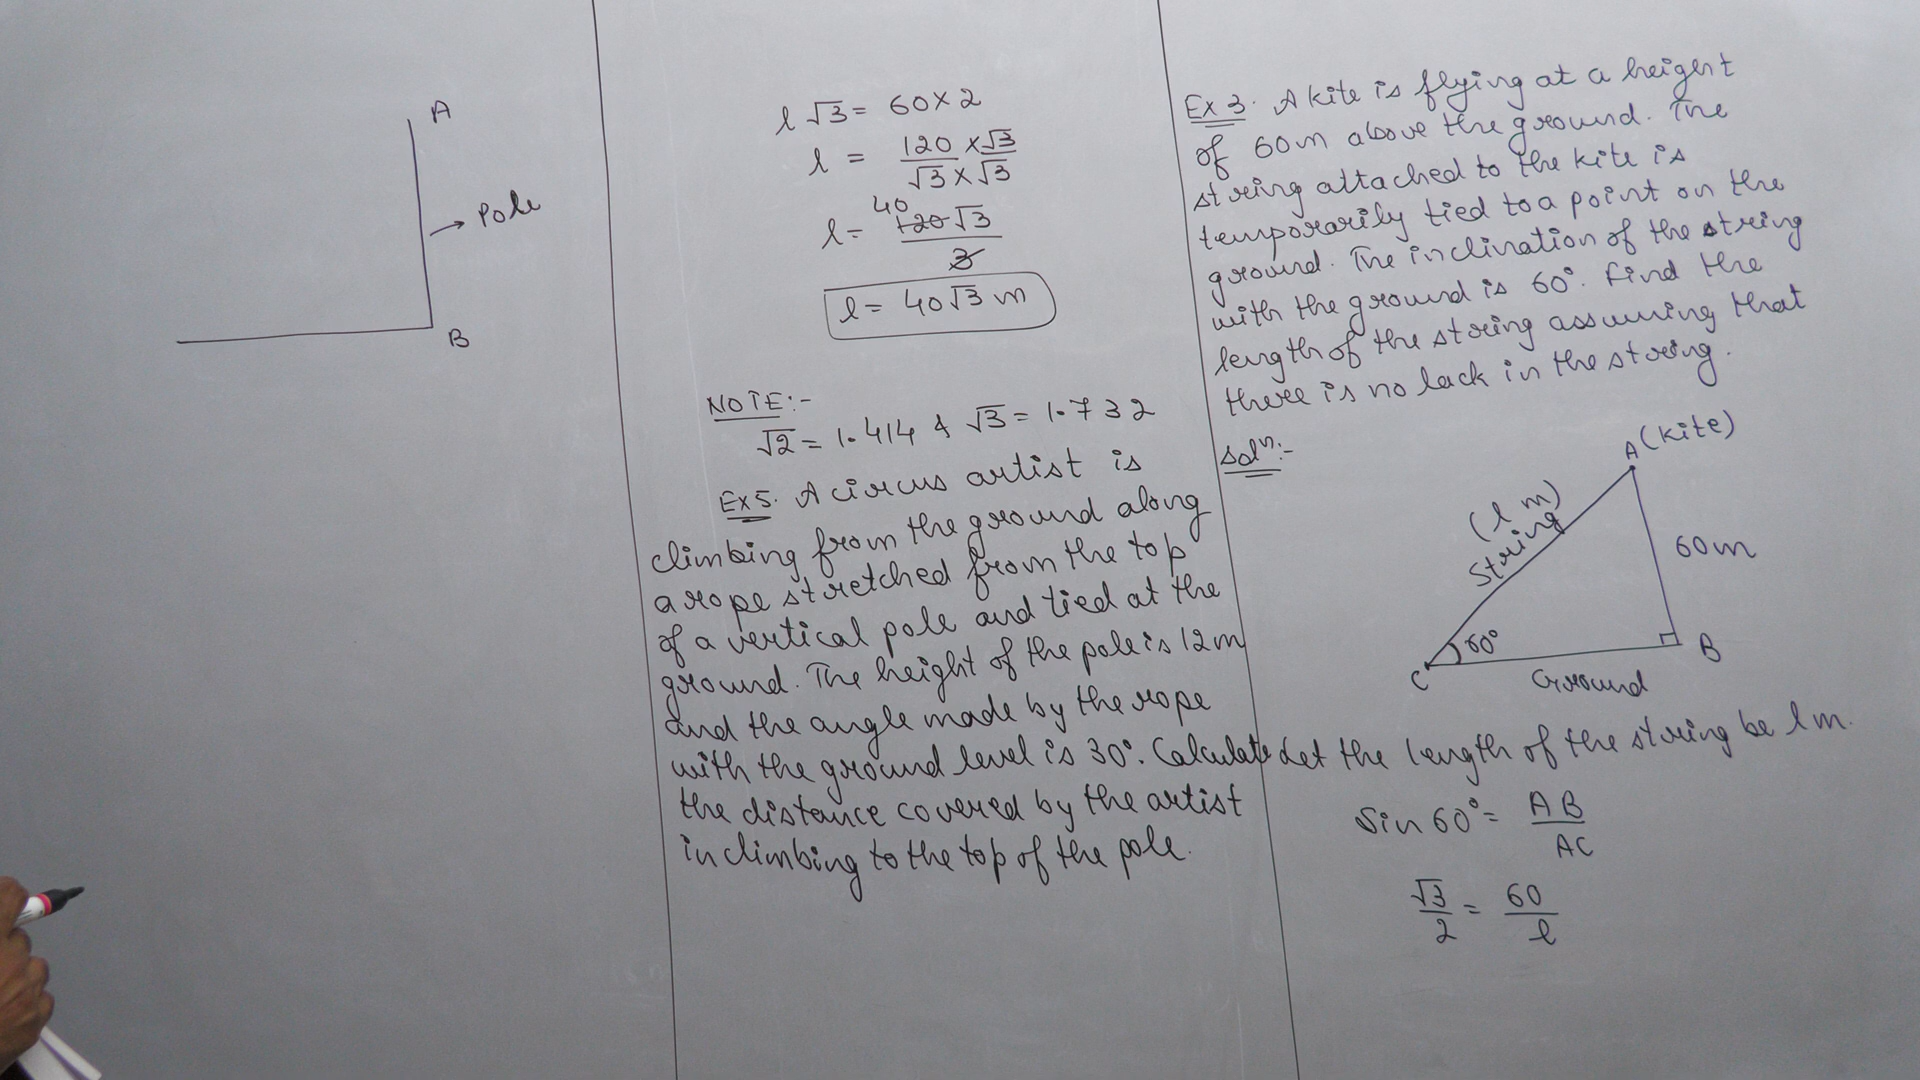 A
Pole
B
l √3 = 60×2
l = 120 × √3 / √3 × √3
l = 40 120 √3 / 3
l = 40√3 m
NOTE:-
√2 = 1.414 & √3 = 1.732
Ex 5. A circus artist is
climbing from the ground along
a rope stretched from the top
of a vertical pole and tied at the
ground. The height of the pole is 12 m
and the angle made by the rope
with the ground level is 30°. Calculate
the distance covered by the artist
in climbing to the top of the pole.
Ex 3. A kite is flying at a height
of 60m above the ground. The
string attached to the kite is
temporarily tied to a point on the
ground. The inclination of the string
with the ground is 60°. Find the
length of the string assuming that
there is no lack in the string.
Solⁿ:-
A (kite)
(l m)
String
60m
60°
C
B
Ground
Let the length of the string be l m.
Sin 60° = AB / AC
√3 / 2 = 60 / l